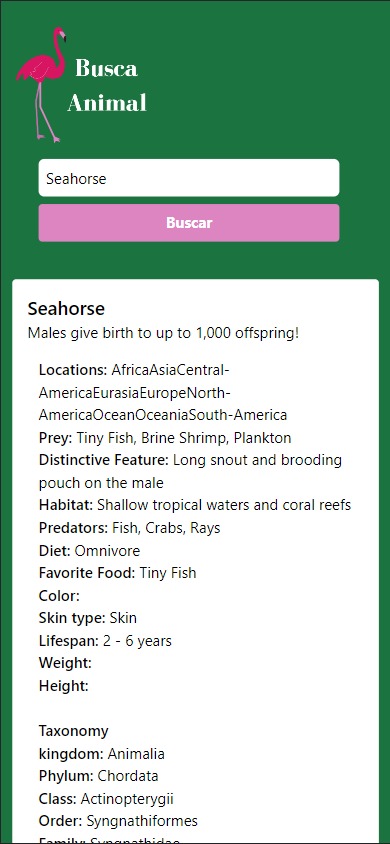 Busca
Animal
Seahorse
Buscar
Seahorse
Males give birth to up to 1,000 offspring!
Locations: AfricaAsiaCentral-
AmericaEurasiaEuropeNorth-
AmericaOceanOceaniaSouth-America
Prey: Tiny Fish, Brine Shrimp, Plankton
Distinctive Feature: Long snout and brooding
pouch on the male
Habitat: Shallow tropical waters and coral reefs
Predators: Fish, Crabs, Rays
Diet: Omnivore
Favorite Food: Tiny Fish
Color:
Skin type: Skin
Lifespan: 2 - 6 years
Weight:
Height:
Taxonomy
kingdom: Animalia
Phylum: Chordata
Class: Actinopterygii
Order: Syngnathiformes
Family: Syngnathidae